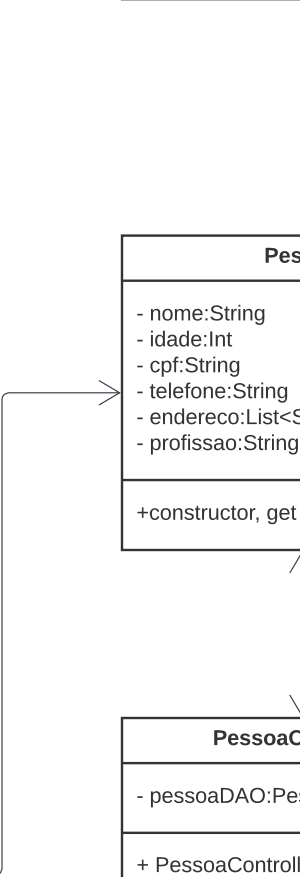 Pes
- nome:String
- idade:Int
- cpf:String
- telefone:String
- endereco:List<S
- profissao:String
+constructor, get
PessoaC
- pessoaDAO:Pes
+ PessoaControll